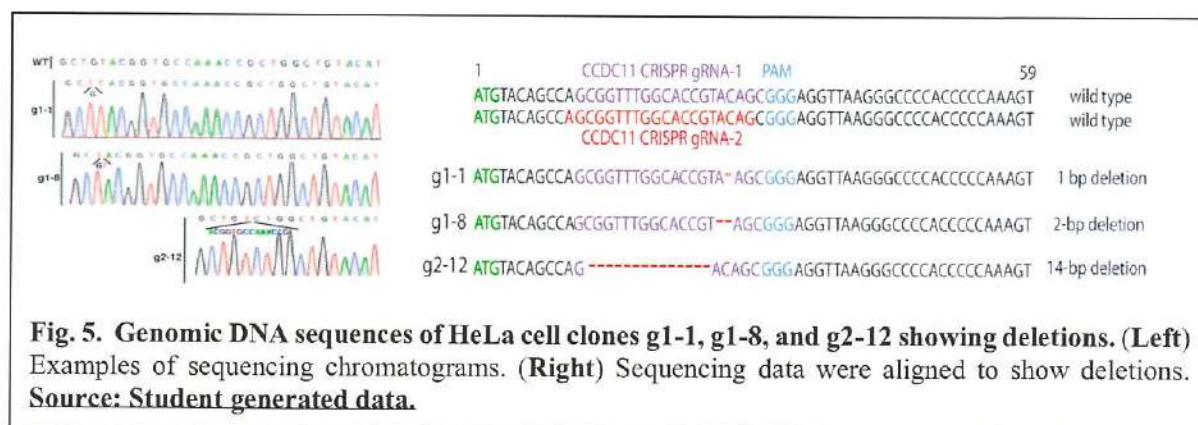 WT| G C T G T A C G G T G C C A A A C C G C T G G C T G T A C A T
G C T T A C G G T G C C A A A C C G C T G G C T G T A C A T
G
g1-1
G C T A C G G T G C C A A A C C G C T G G C T G T A C A T
g1-8
G C T G T C T G G C T G T A C A T
ACGGTGCCAAACCG
g2-12
1 CCDC11 CRISPR gRNA-1 PAM 59
ATGTACAGCCAGCGGTTTGGCACCGTACAGCGGGAGGTTAAGGGCCCCACCCCCAAAGT wild type
ATGTACAGCCAGCGGTTTGGCACCGTACAGCGGGAGGTTAAGGGCCCCACCCCCAAAGT wild type
CCDC11 CRISPR gRNA-2
g1-1 ATGTACAGCCAGCGGTTTGGCACCGTA-AGCGGGAGGTTAAGGGCCCCACCCCCAAAGT 1 bp deletion
g1-8 ATGTACAGCCAGCGGTTTGGCACCGT--AGCGGGAGGTTAAGGGCCCCACCCCCAAAGT 2-bp deletion
g2-12 ATGTACAGCCAG--------------ACAGCGGGAGGTTAAGGGCCCCACCCCCAAAGT 14-bp deletion
Fig. 5. Genomic DNA sequences of HeLa cell clones g1-1, g1-8, and g2-12 showing deletions. (Left)
Examples of sequencing chromatograms. (Right) Sequencing data were aligned to show deletions.
Source: Student generated data.